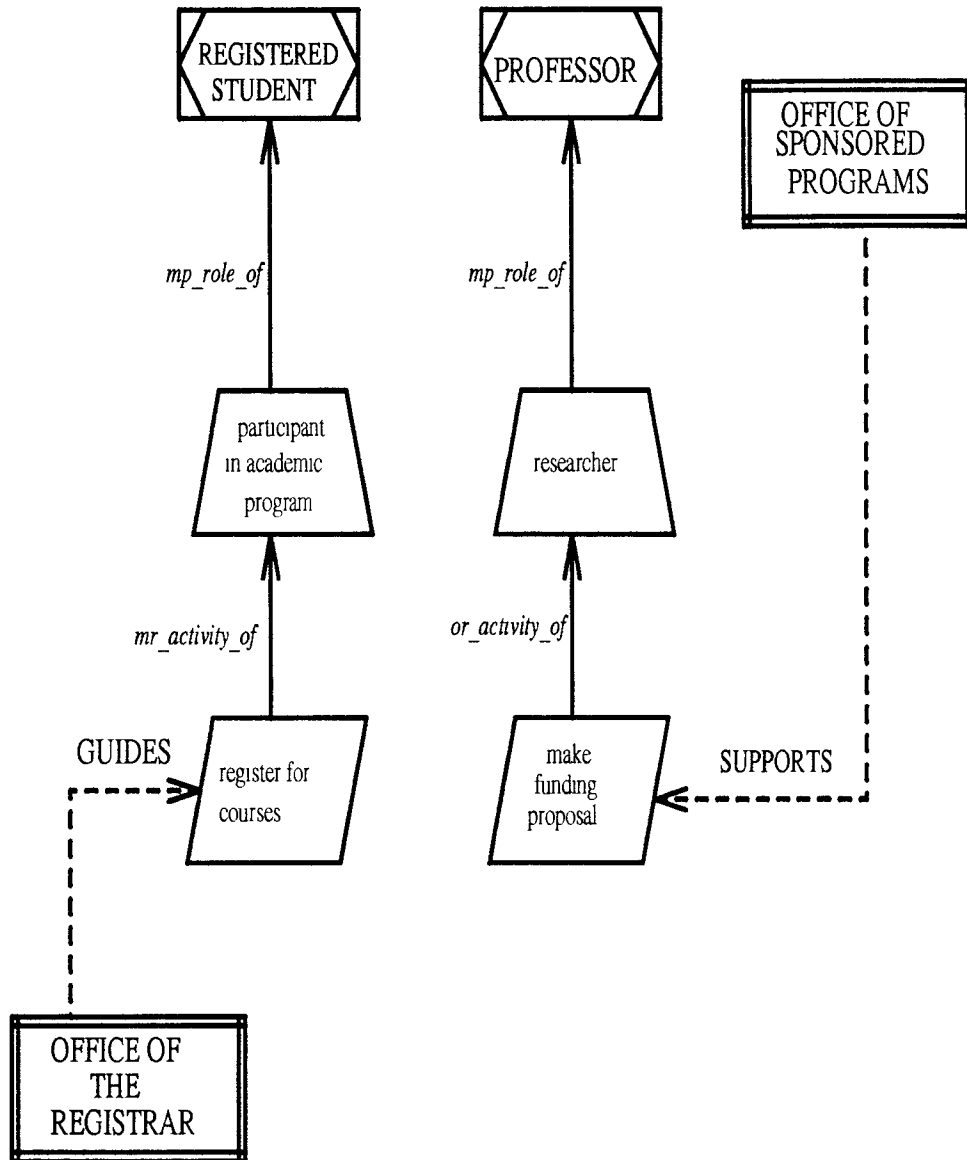 REGISTERED
STUDENT
PROFESSOR
OFFICE OF
SPONSORED
PROGRAMS
mp_role_of
mp_role_of
participant
in academic
program
researcher
mr_activity_of
or_activity_of
GUIDES
register for
courses
make
funding
proposal
SUPPORTS
OFFICE OF
THE
REGISTRAR